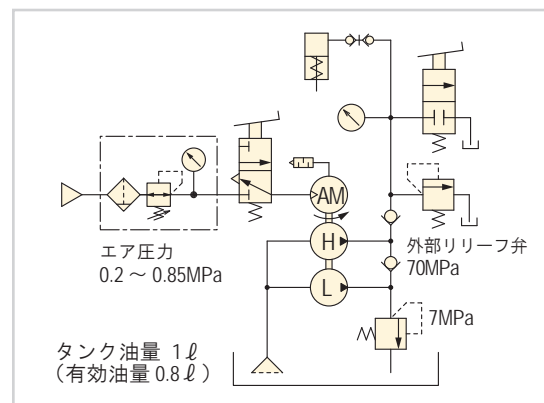 AM
H
L
エア圧力
0.2 ～ 0.85MPa
外部リリーフ弁
70MPa
7MPa
タンク油量 1ℓ
(有効油量 0.8ℓ)